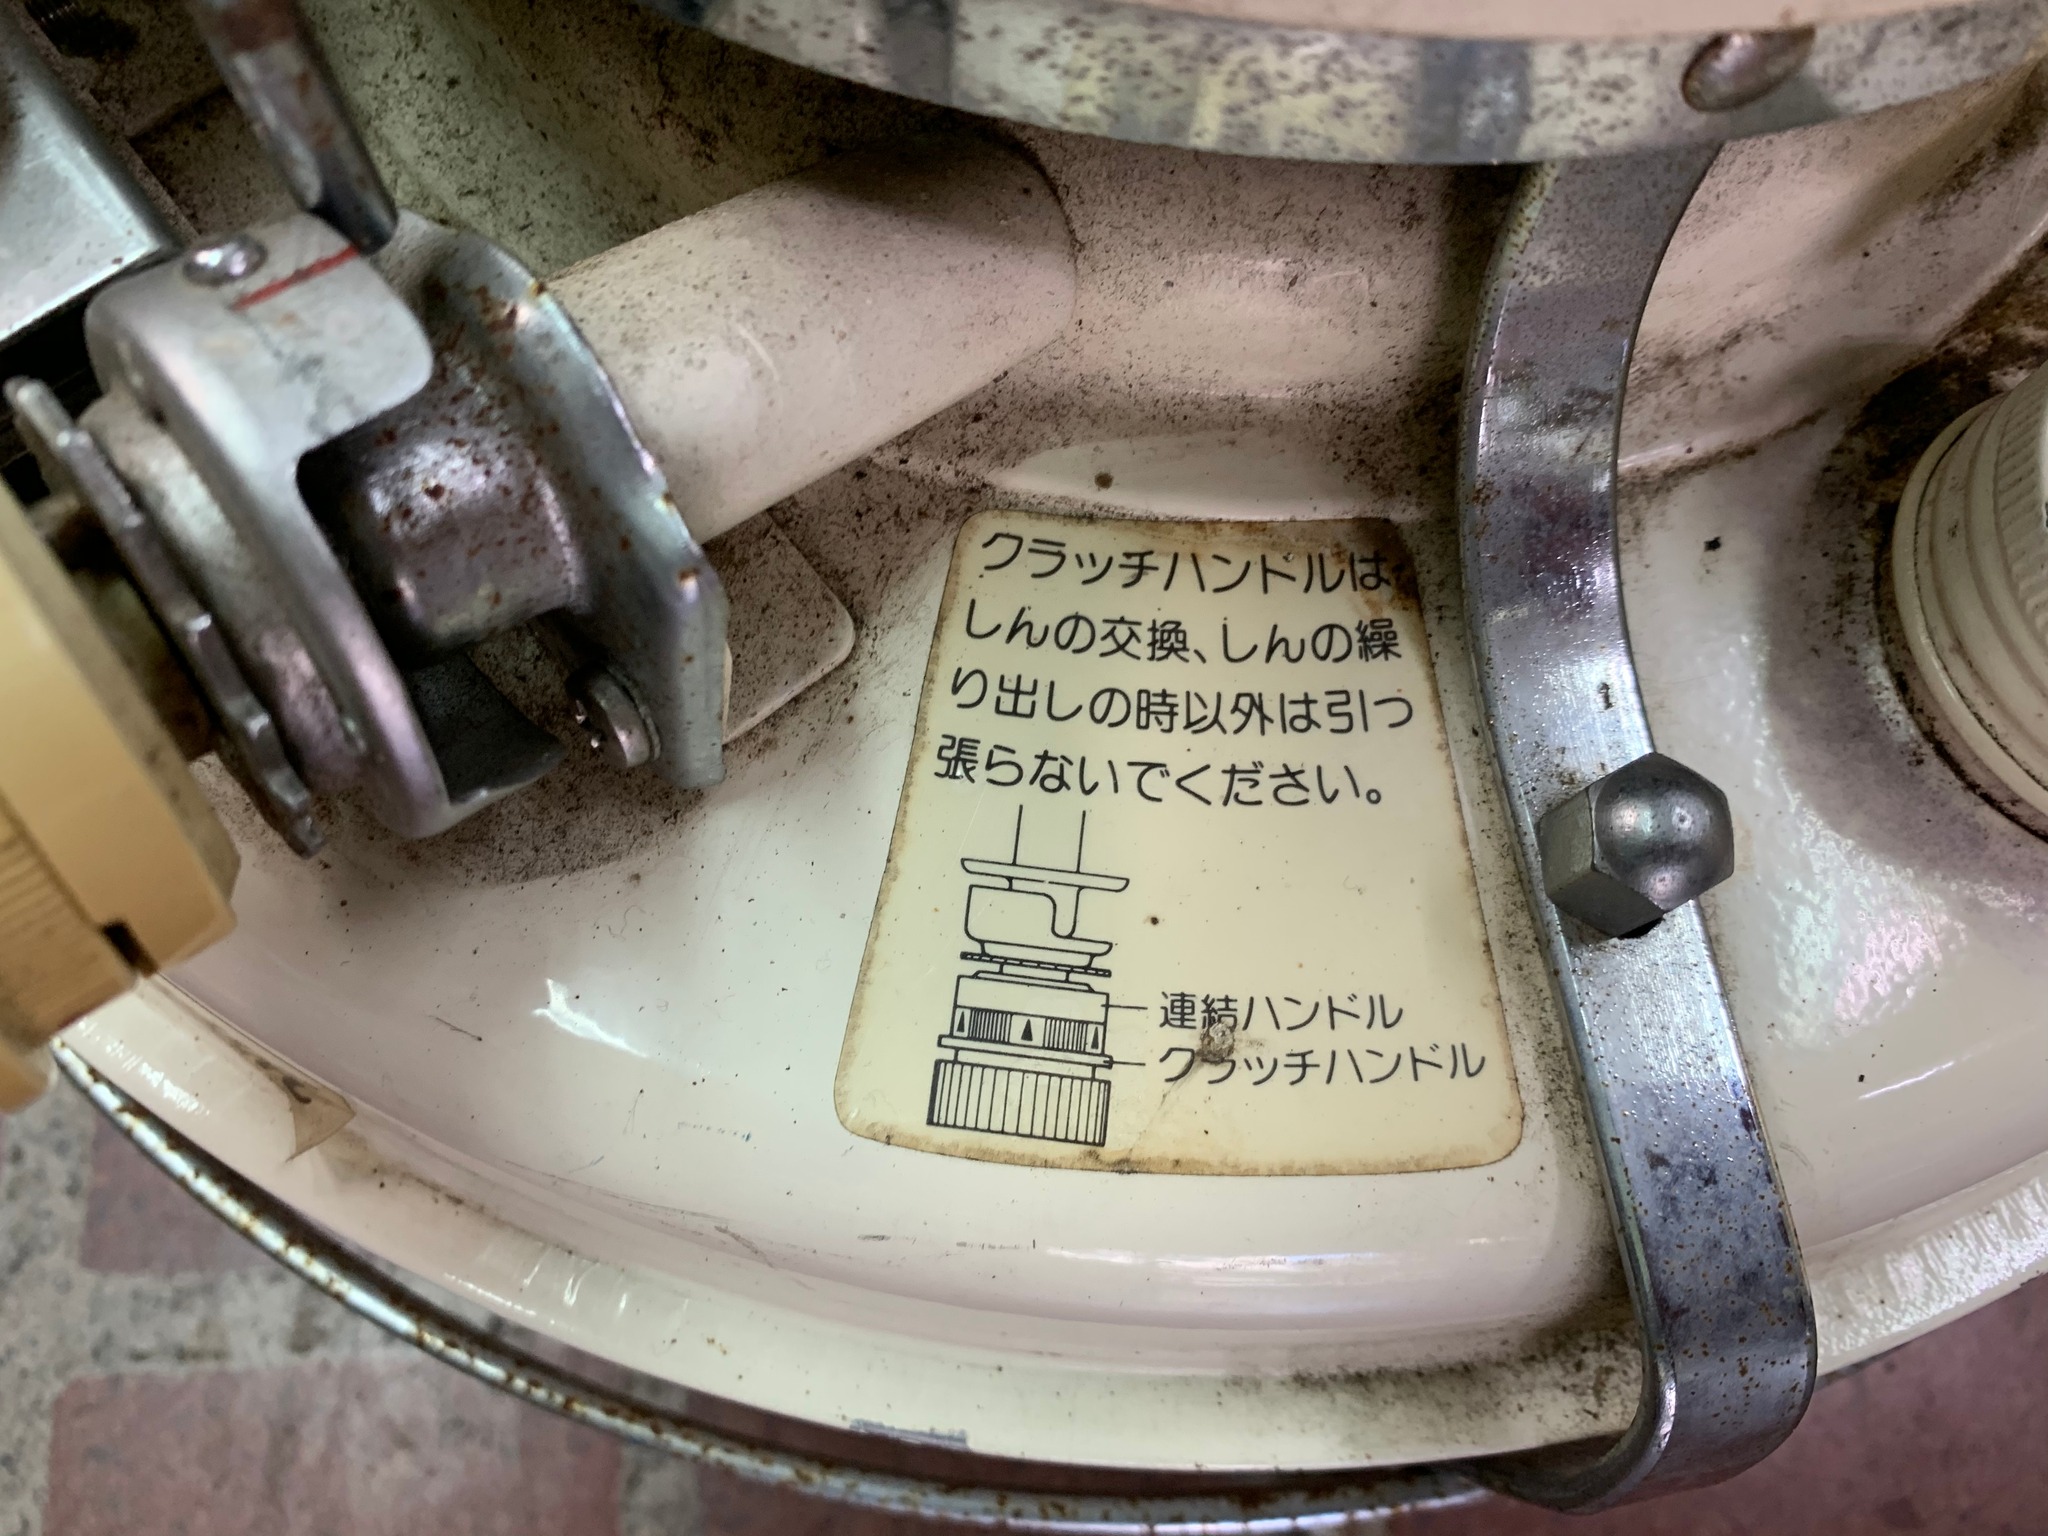 クラッチハンドルは
しんの交換、しんの繰
り出しの時以外は引っ
張らないでください。
連結ハンドル
クラッチハンドル